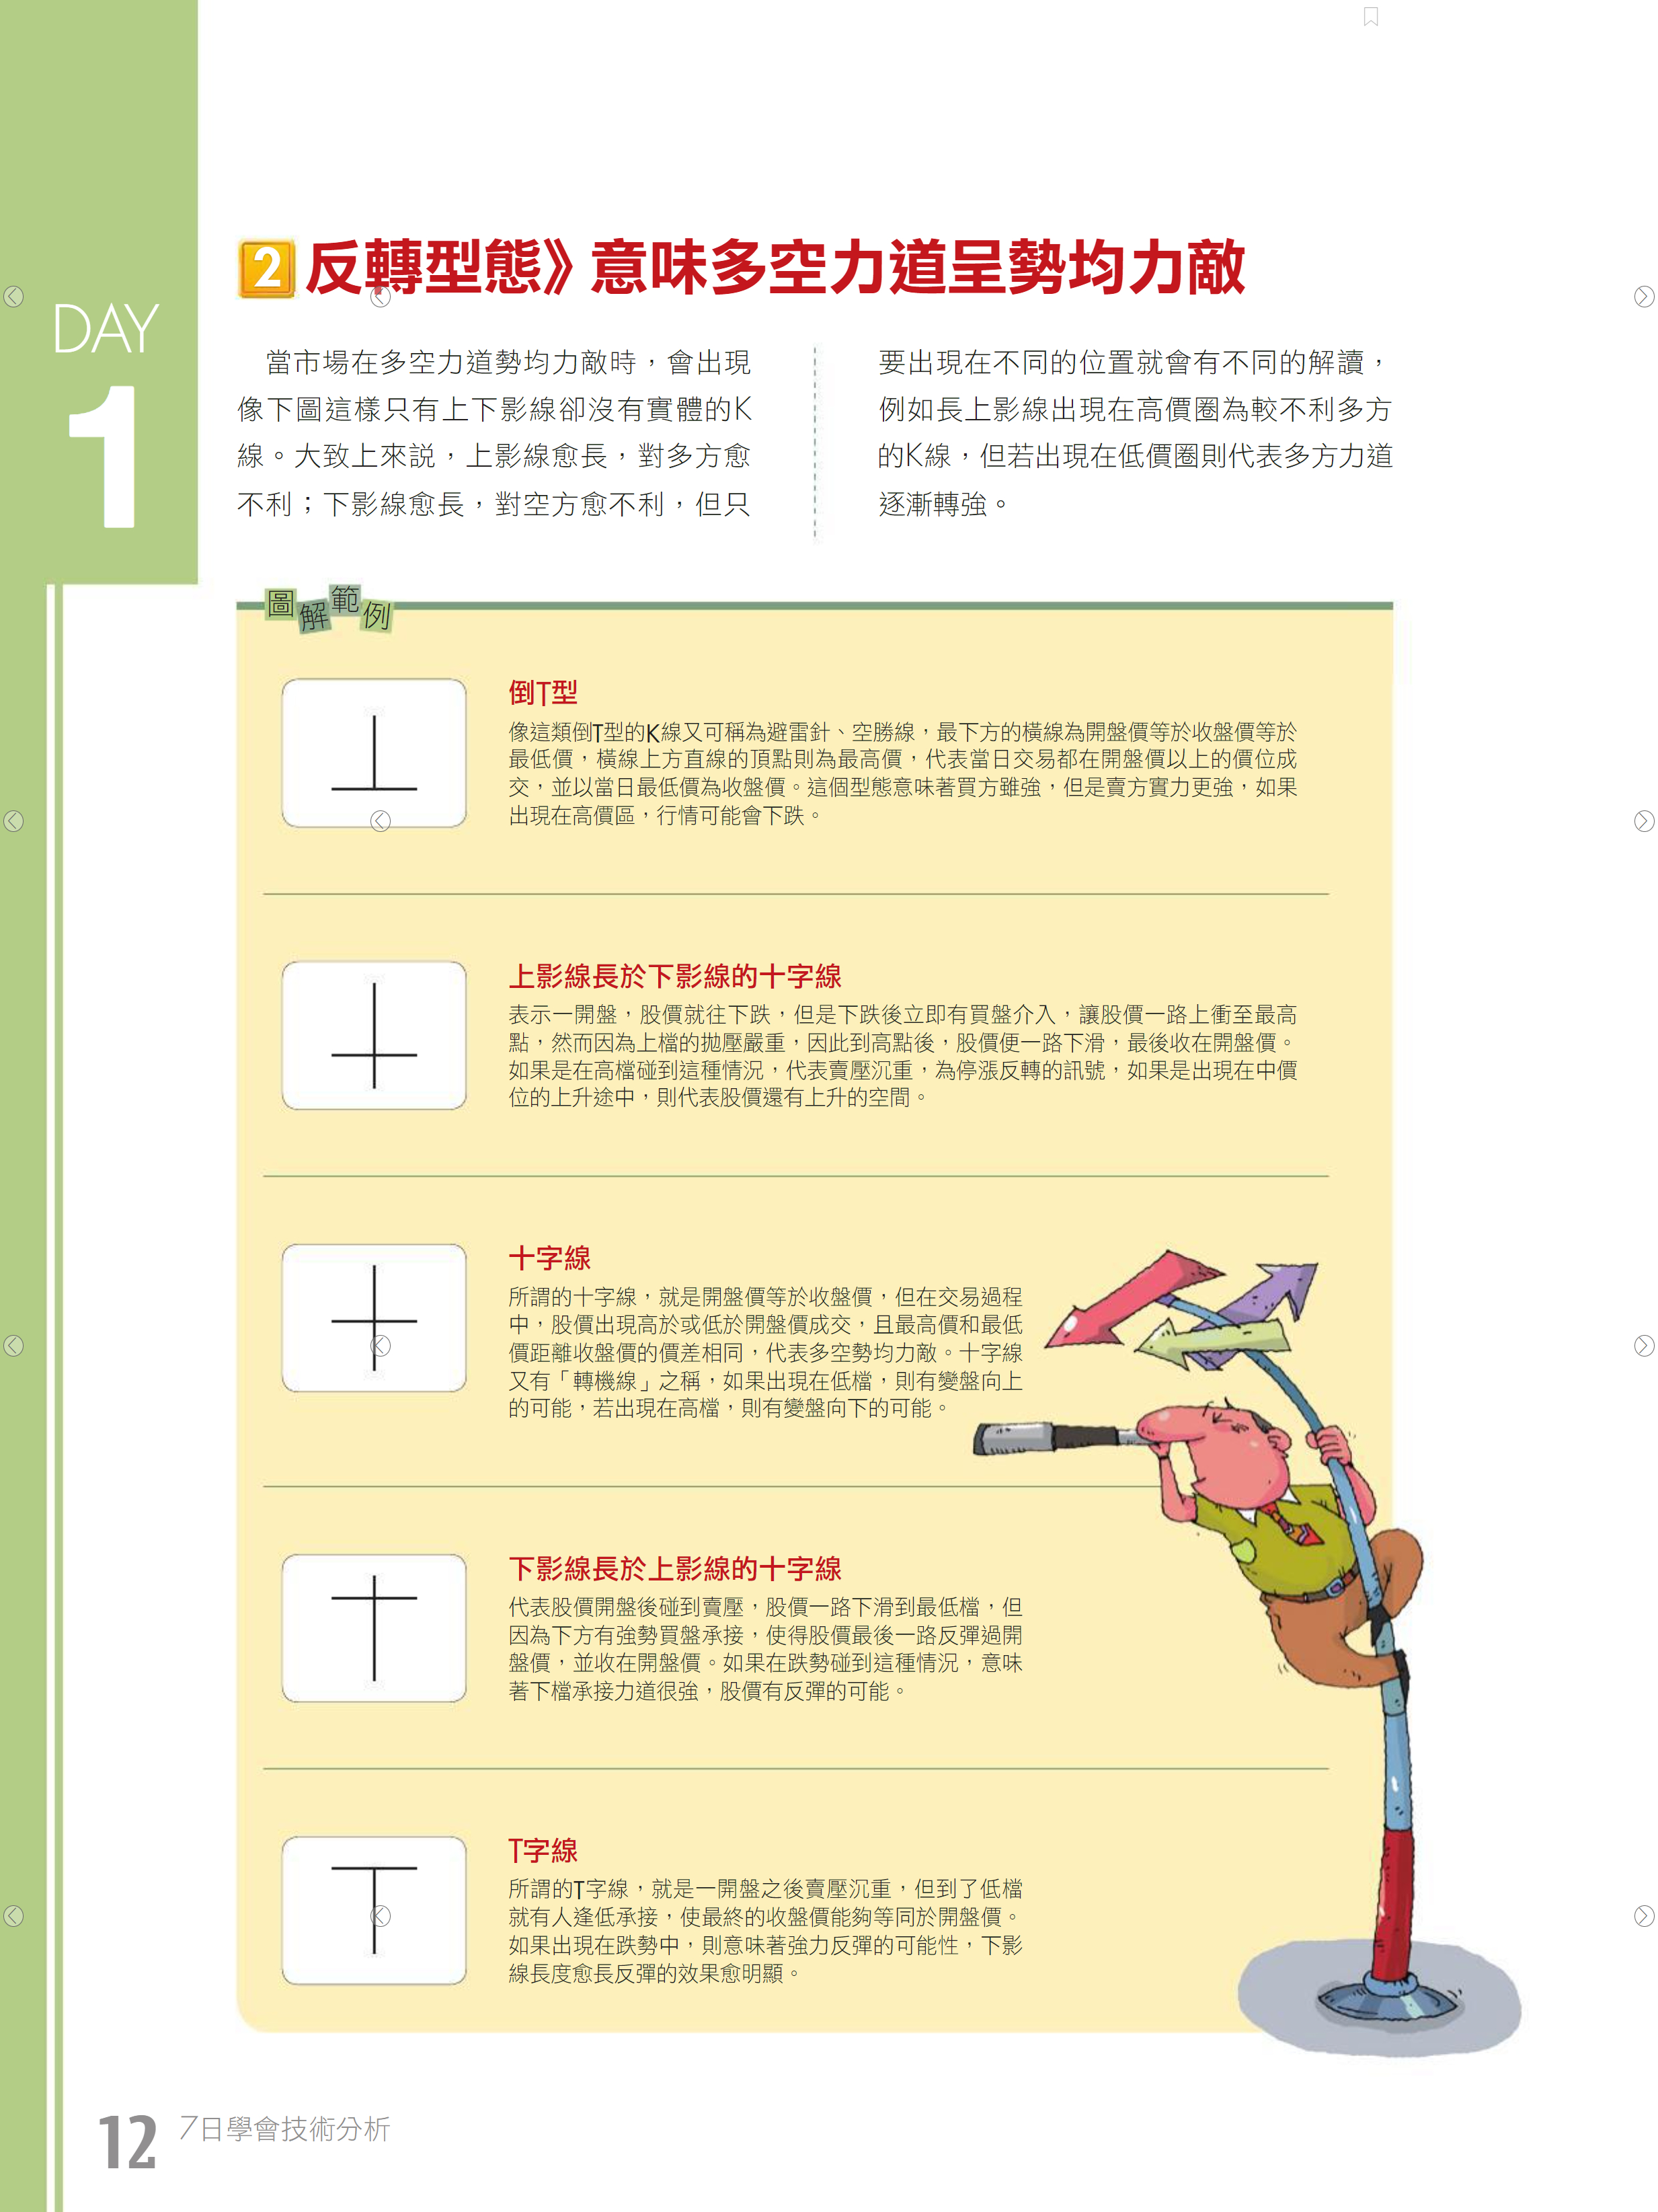 DAY
1
2 反轉型態》意味多空力道呈勢均力敵
當市場在多空力道勢均力敵時，會出現
像下圖這樣只有上下影線卻沒有實體的K
線。大致上來說，上影線愈長，對多方愈
不利；下影線愈長，對空方愈不利，但只
要出現在不同的位置就會有不同的解讀，
例如長上影線出現在高價圈為較不利多方
的K線，但若出現在低價圈則代表多方力道
逐漸轉強。
圖解範例
倒T型
像這類倒T型的K線又可稱為避雷針、空勝線，最下方的橫線為開盤價等於收盤價等於
最低價，橫線上方直線的頂點則為最高價，代表當日交易都在開盤價以上的價位成
交，並以當日最低價為收盤價。這個型態意味著買方雖強，但是賣方實力更強，如果
出現在高價區，行情可能會下跌。
上影線長於下影線的十字線
表示一開盤，股價就往下跌，但是下跌後立即有買盤介入，讓股價一路上衝至最高
點，然而因為上檔的拋壓嚴重，因此到高點後，股價便一路下滑，最後收在開盤價。
如果是在高檔碰到這種情況，代表賣壓沉重，為停漲反轉的訊號，如果是出現在中價
位的上升途中，則代表股價還有上升的空間。
十字線
所謂的十字線，就是開盤價等於收盤價，但在交易過程
中，股價出現高於或低於開盤價成交，且最高價和最低
價距離收盤價的價差相同，代表多空勢均力敵。十字線
又有「轉機線」之稱，如果出現在低檔，則有變盤向上
的可能，若出現在高檔，則有變盤向下的可能。
下影線長於上影線的十字線
代表股價開盤後碰到賣壓，股價一路下滑到最低檔，但
因為下方有強勢買盤承接，使得股價最後一路反彈過開
盤價，並收在開盤價。如果在跌勢碰到這種情況，意味
著下檔承接力道很強，股價有反彈的可能。
T字線
所謂的T字線，就是一開盤之後賣壓沉重，但到了低檔
就有人逢低承接，使最終的收盤價能夠等同於開盤價。
如果出現在跌勢中，則意味著強力反彈的可能性，下影
線長度愈長反彈的效果愈明顯。
12 7日學會技術分析